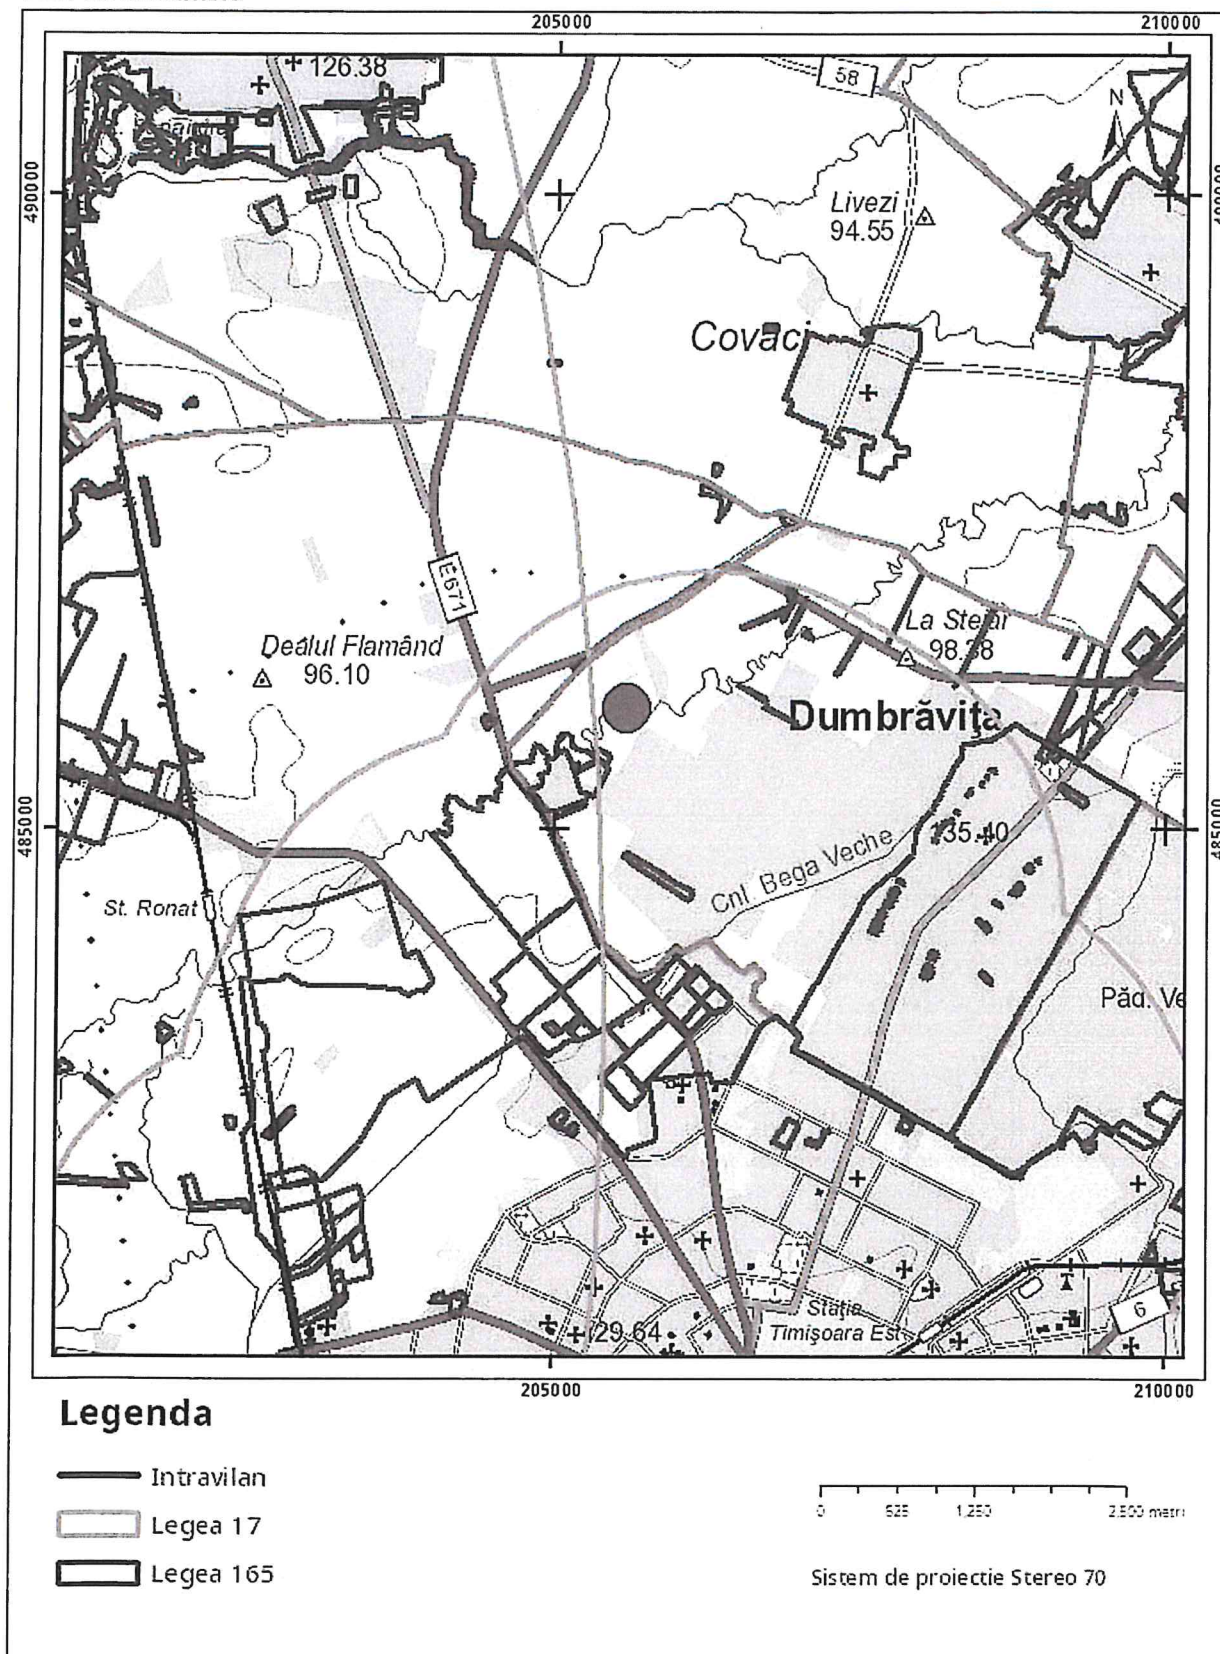 205000
210000
126.38
58
N
490000
Livezi
94.55
Covaci
E671
Dealul Flamând
96.10
La Stejar
98.38
Dumbrăvița
485000
485000
135.40
Cnl. Bega Veche
St. Ronat
Păd. Ve
Stația
Timișoara Est
6
129.64
205000
210000
Legenda
Intravilan
Legea 17
Legea 165
0 625 1,250 2,500 metri
Sistem de proiectie Stereo 70